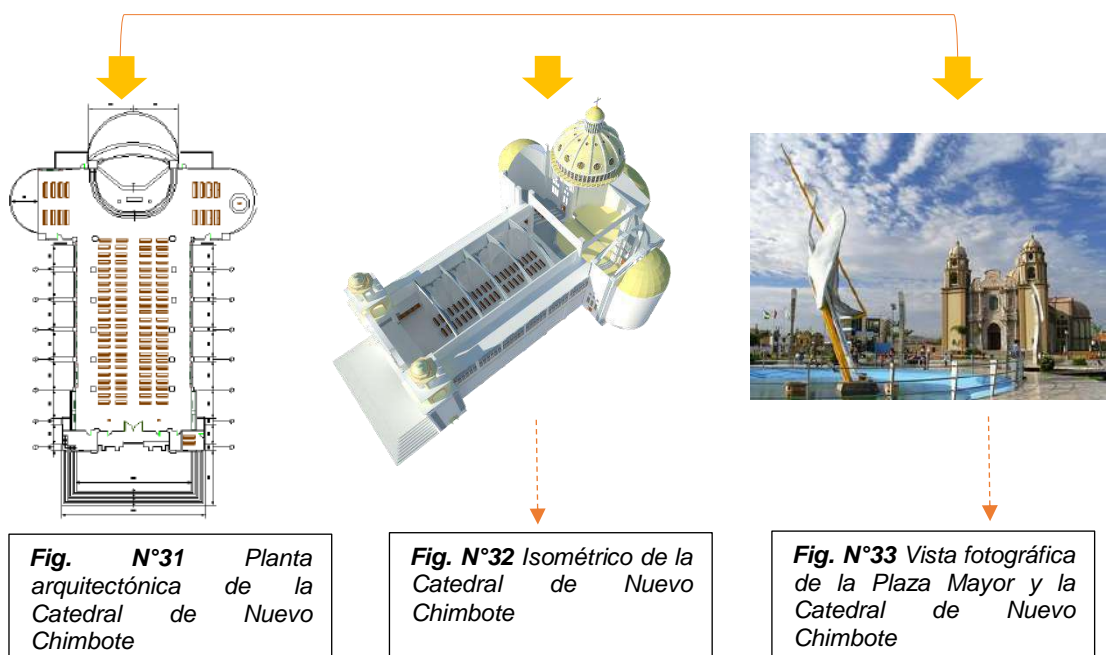 Fig. N°31 Planta
arquitectónica de la
Catedral de Nuevo
Chimbote
Fig. N°32 Isométrico de la
Catedral de Nuevo
Chimbote
Fig. N°33 Vista fotográfica
de la Plaza Mayor y la
Catedral de Nuevo
Chimbote